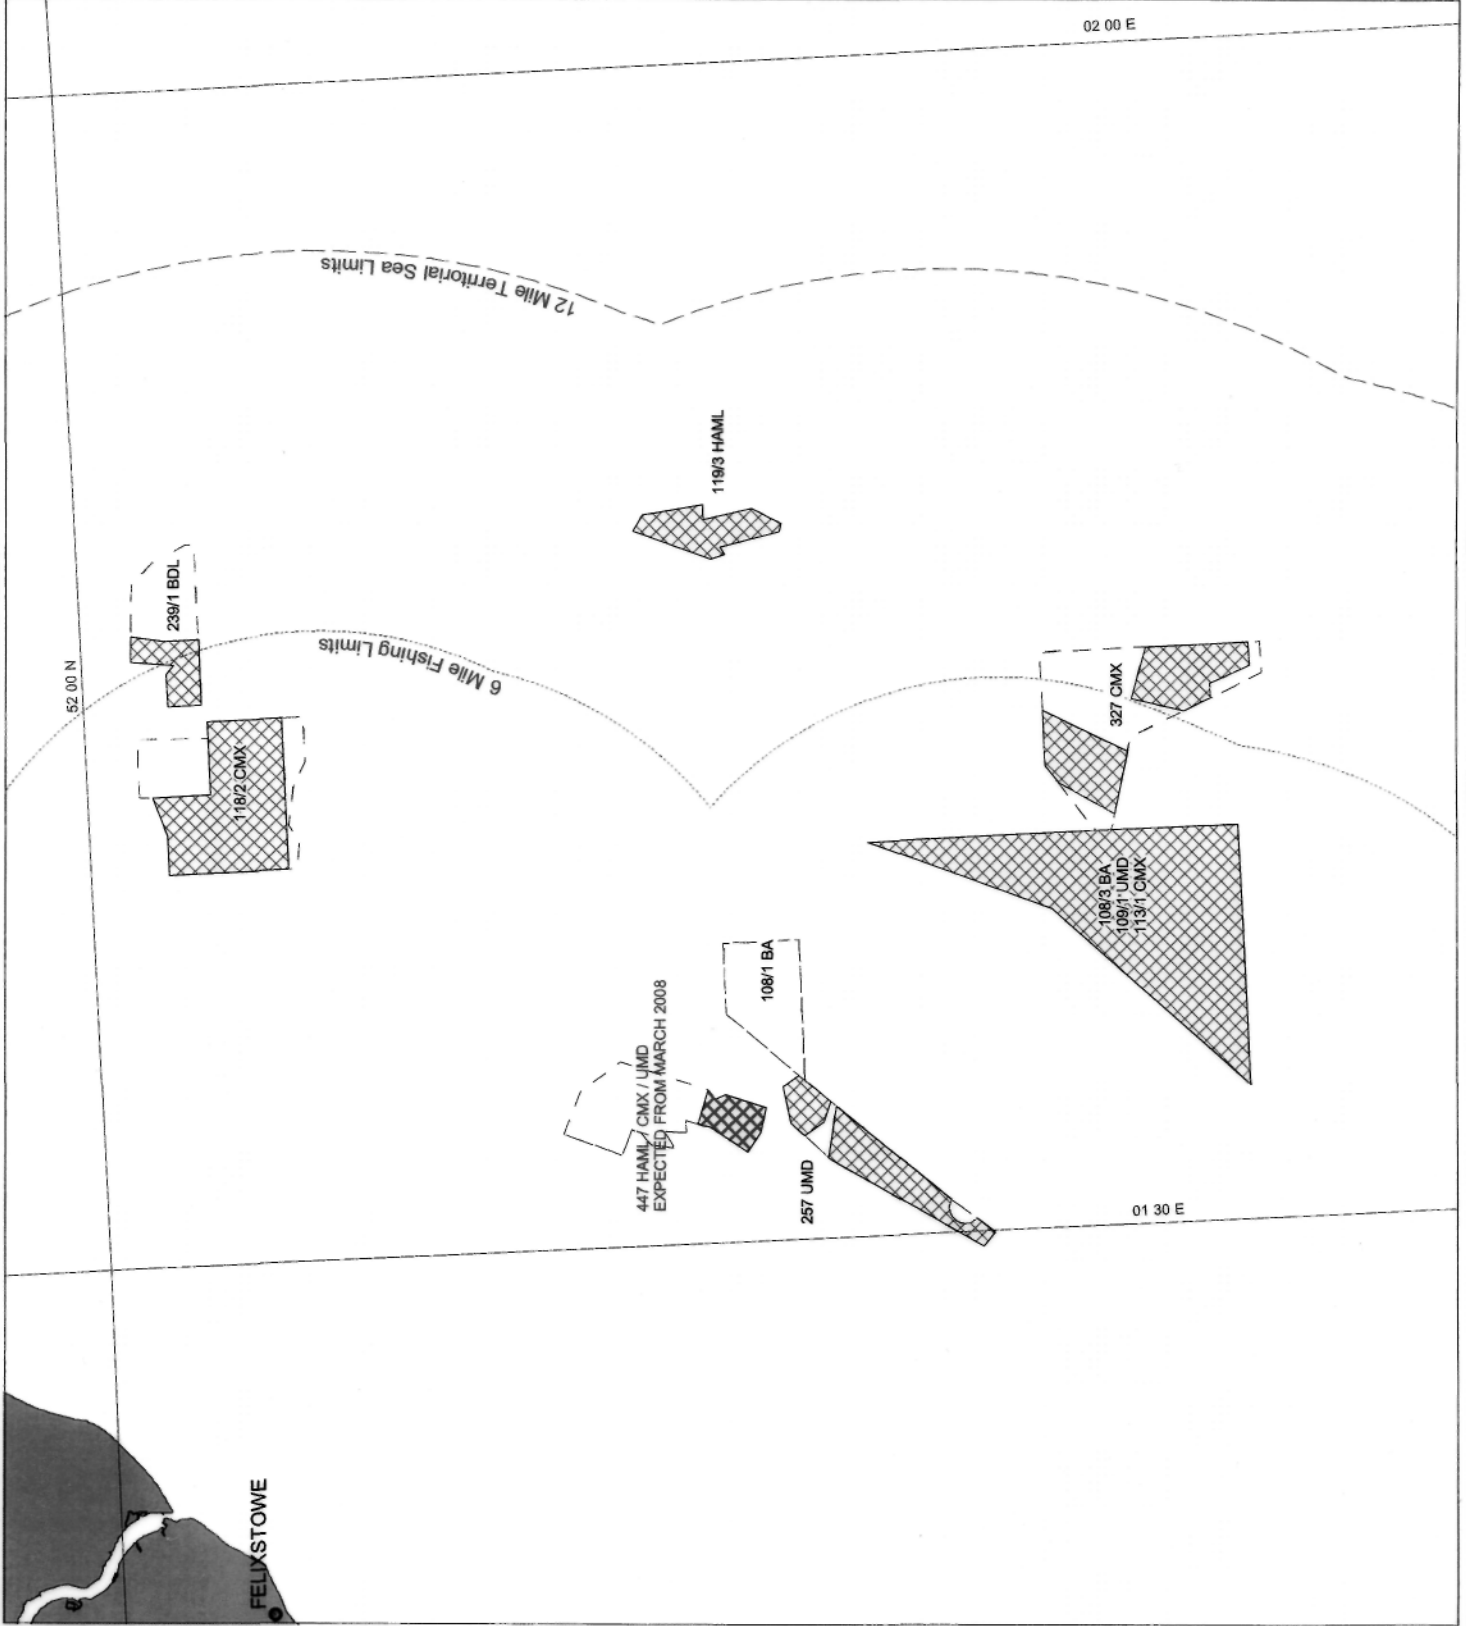 02 00 E
12 Mile Territorial Sea Limits
119/3 HAML
239/1 BDL
6 Mile Fishing Limits
52 00 N
327 CMX
118/2 CMX
108/3 BA
109/1 UMD
113/1 CMX
108/1 BA
447 HAML / CMX / UMD
EXPECTED FROM MARCH 2008
257 UMD
01 30 E
FELIXSTOWE